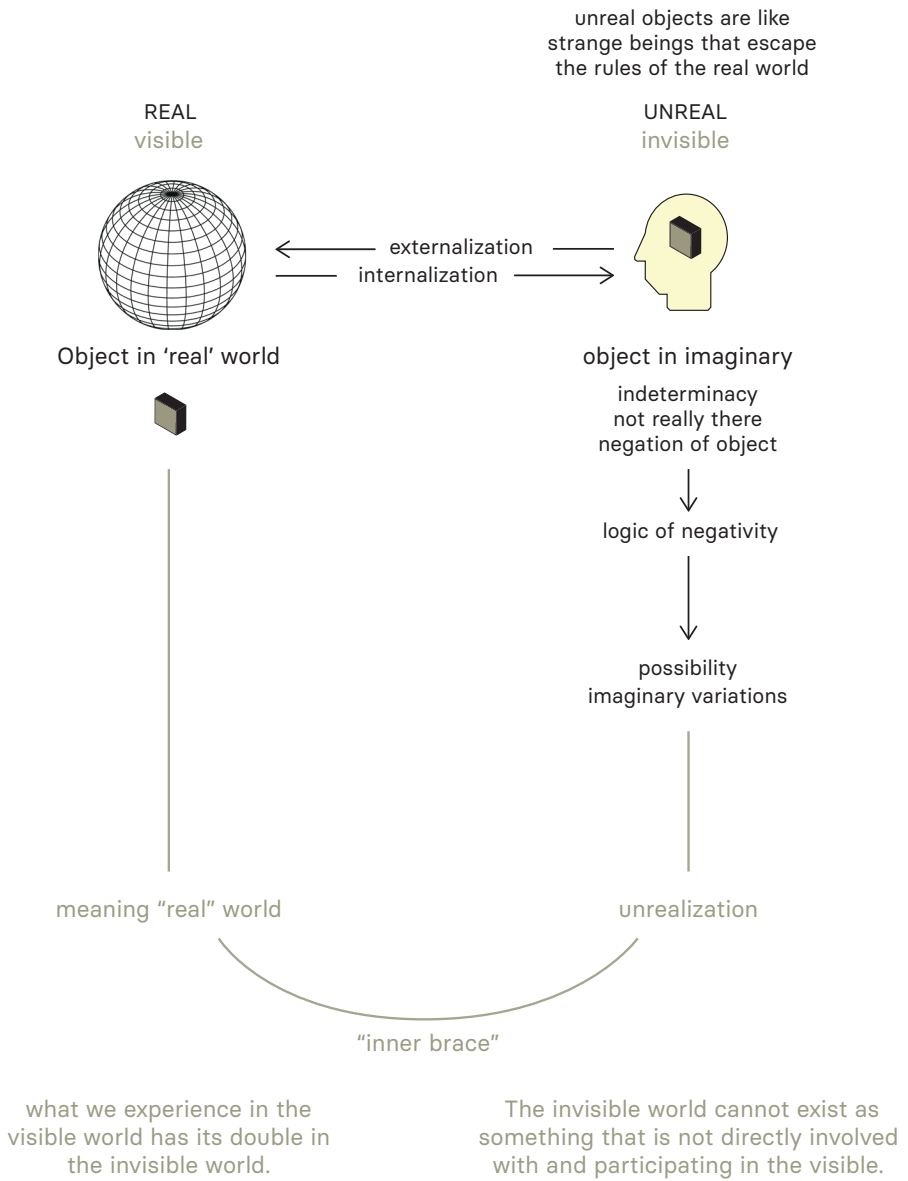 unreal objects are like
strange beings that escape
the rules of the real world
REAL
visible
UNREAL
invisible
externalization
internalization
Object in ‘real’ world
object in imaginary
indeterminacy
not really there
negation of object
logic of negativity
possibility
imaginary variations
meaning “real” world
unrealization
“inner brace”
what we experience in the
visible world has its double in
the invisible world.
The invisible world cannot exist as
something that is not directly involved
with and participating in the visible.